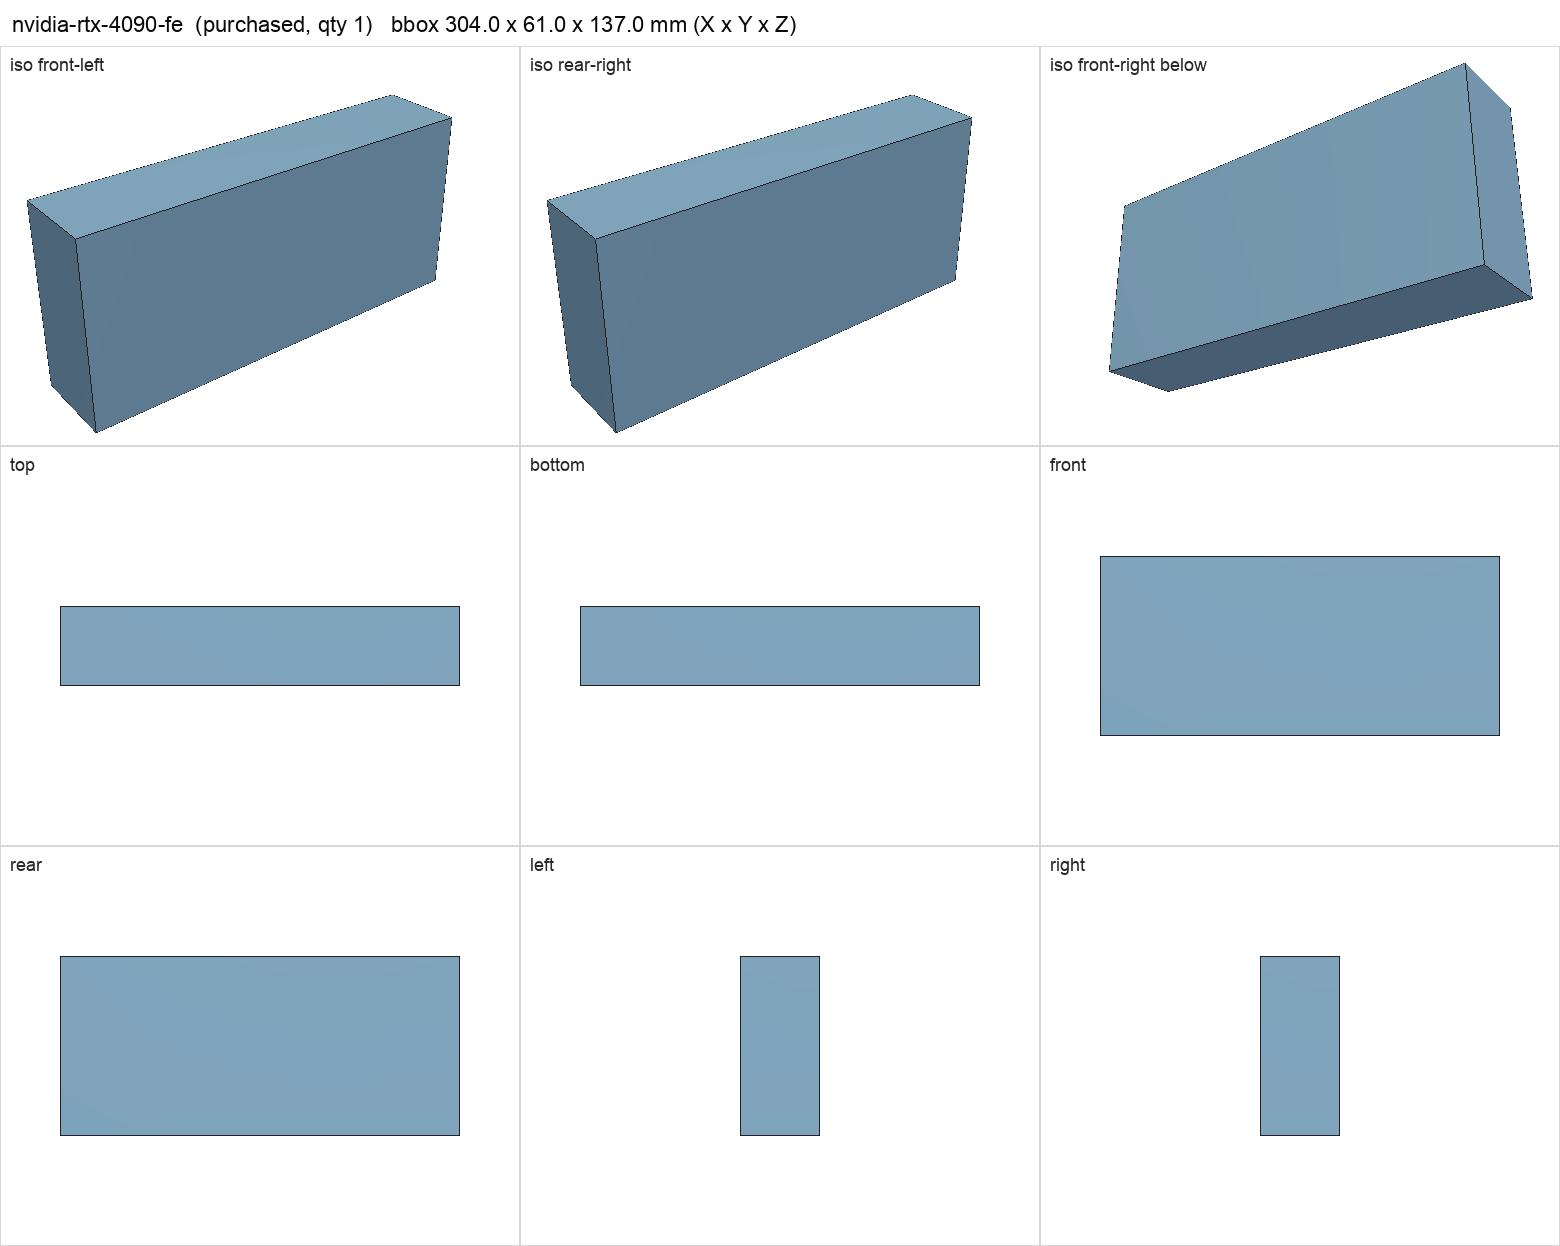 nvidia-rtx-4090-fe (purchased, qty 1) bbox 304.0 x 61.0 x 137.0 mm (X x Y x Z)
iso front-left
iso rear-right
iso front-right below
top
bottom
front
rear
left
right